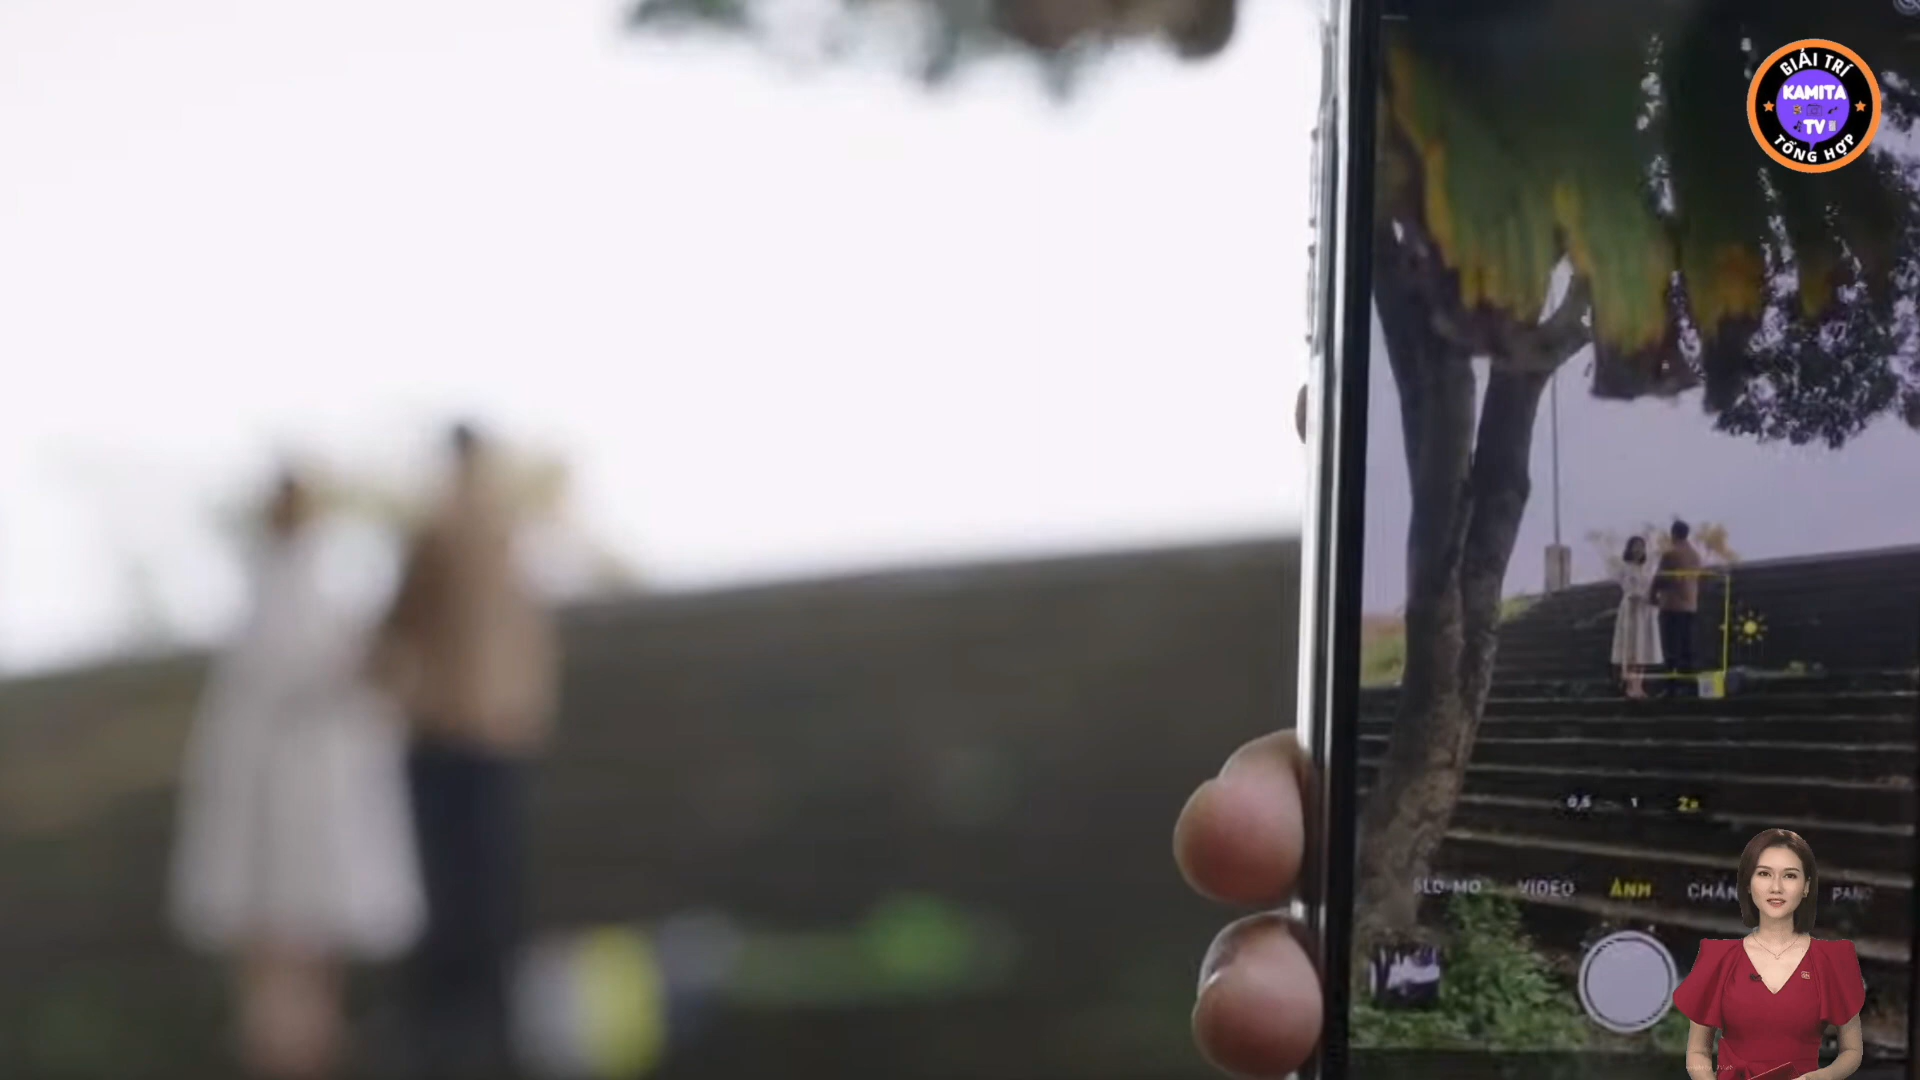 GIẢI TRÍ
KAMITA
TV
TỔNG HỢP
0,5 1 2x
SLO-MO VIDEO ẢNH CHÂN PANO